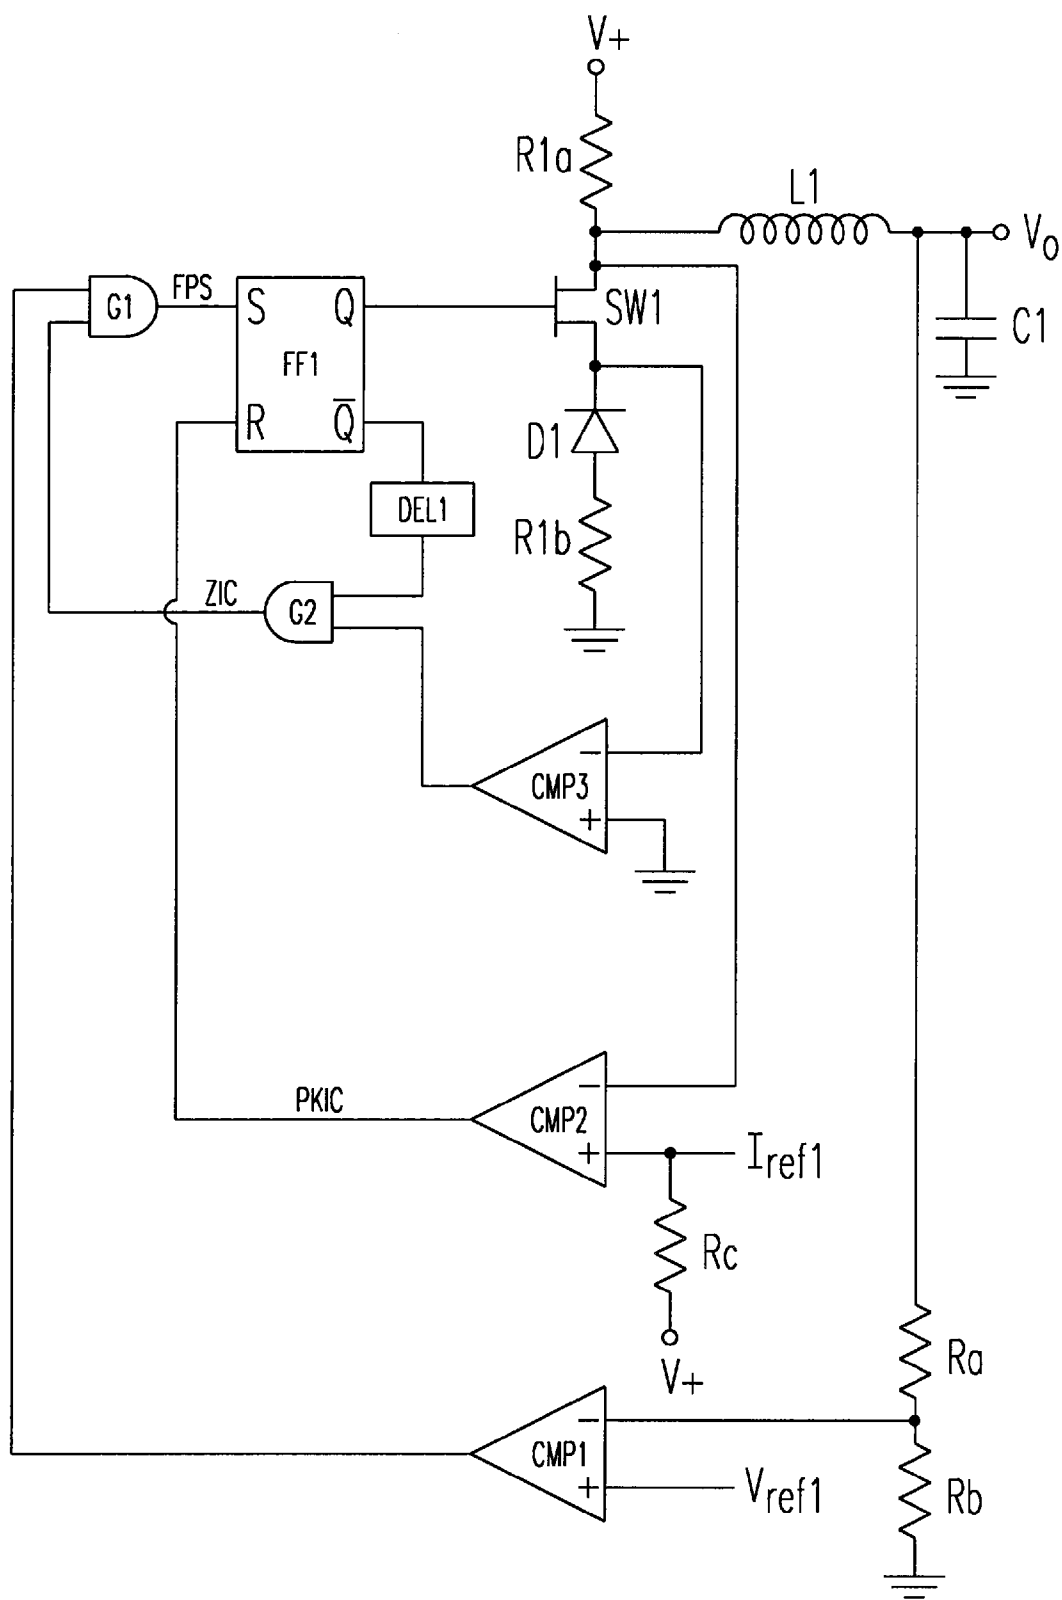 V+
R1a
L1
Vo
FPS
G1
S
Q
SW1
C1
FF1
R
Q̅
D1
DEL1
R1b
ZIC
G2
−
CMP3
+
PKIC
−
CMP2
+
Iref1
Rc
V+
Ra
−
CMP1
+
Vref1
Rb